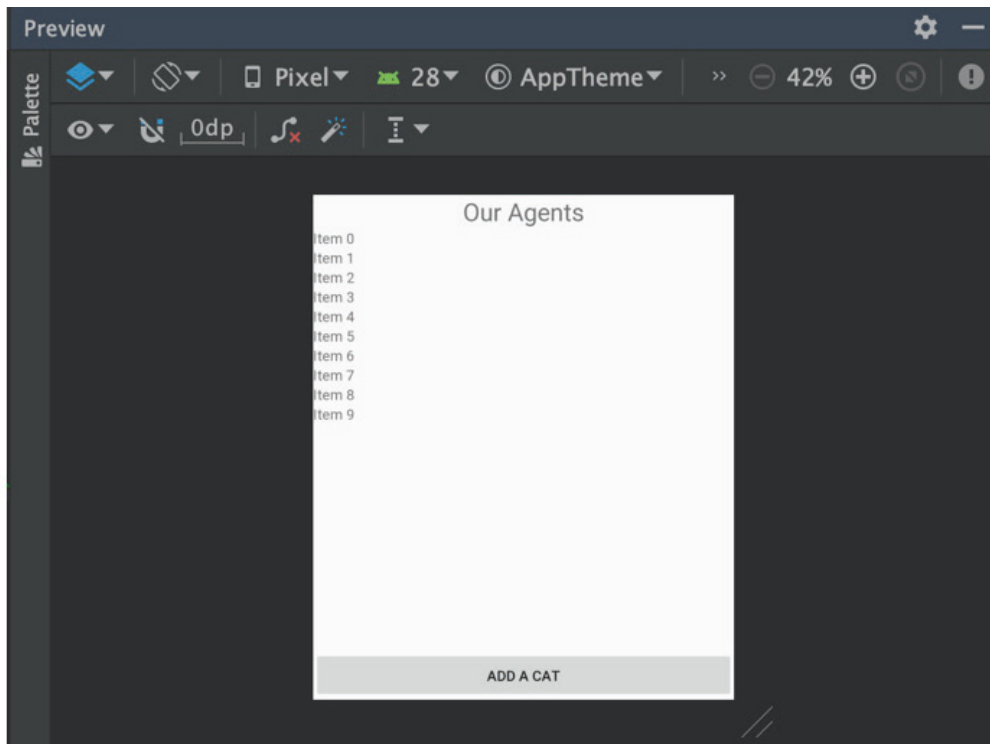 Preview
Palette
Pixel 28 AppTheme >> 42%
0dp
Our Agents
Item 0
Item 1
Item 2
Item 3
Item 4
Item 5
Item 6
Item 7
Item 8
Item 9
ADD A CAT